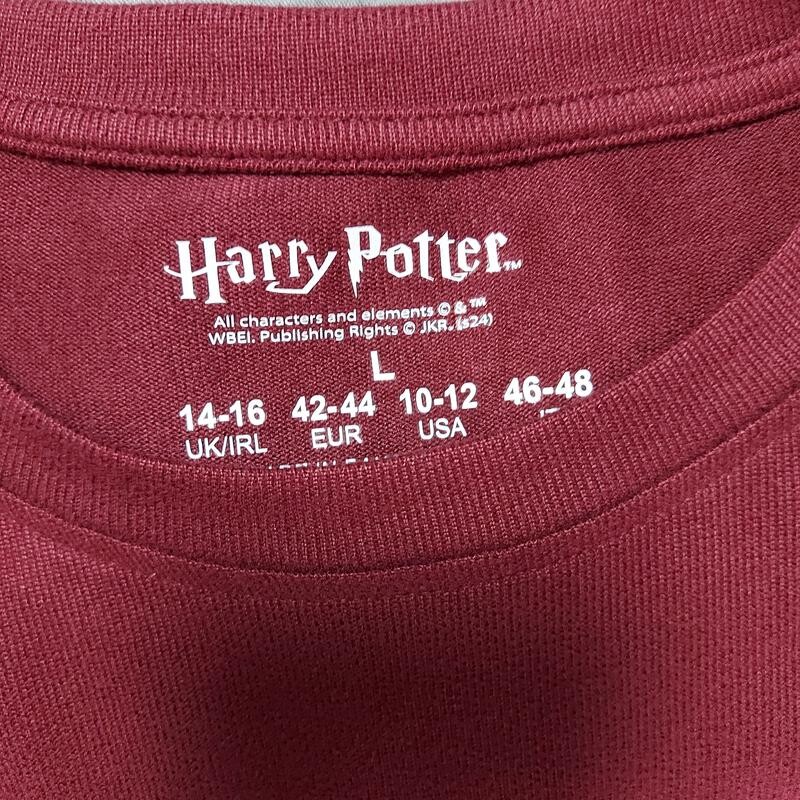 Harry Potter™
All characters and elements © & ™
WBEI. Publishing Rights © JKR. (s24)
L
14-16 42-44 10-12 46-48
UK/IRL EUR USA